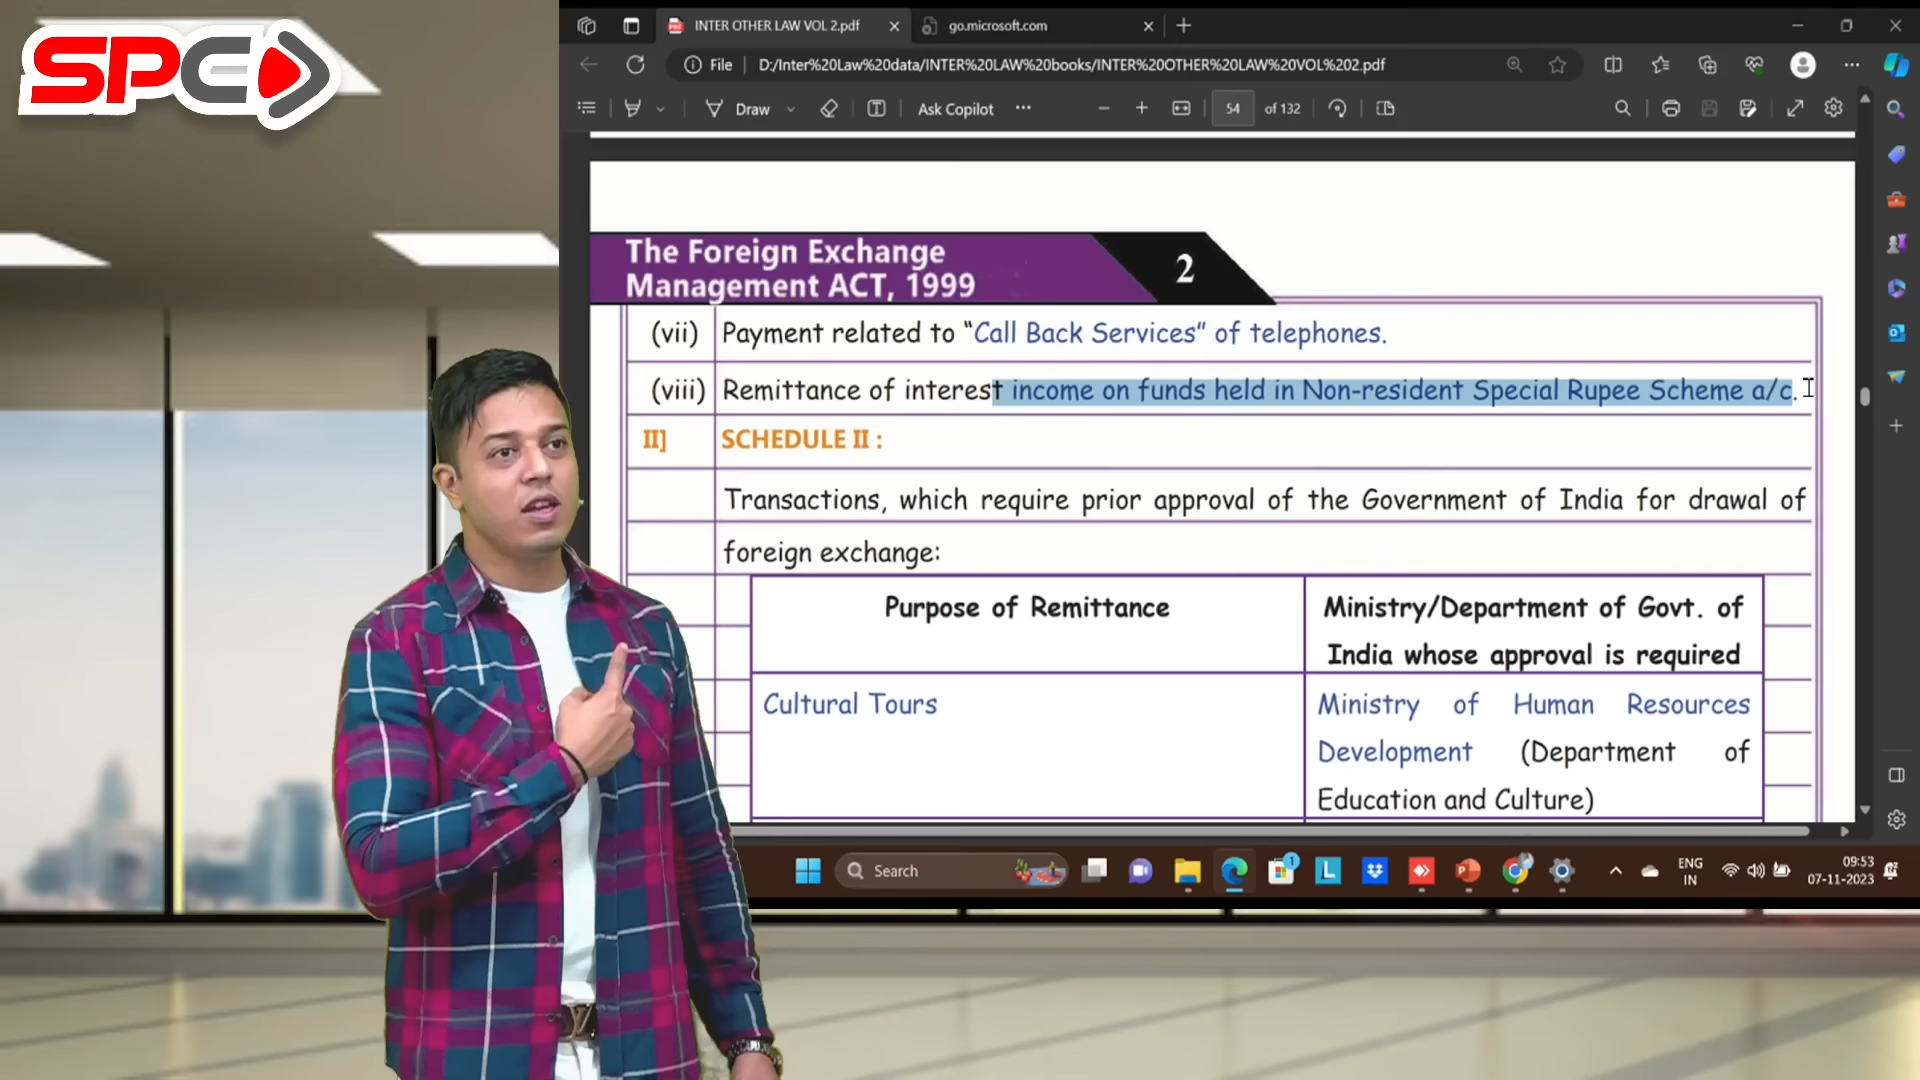 SPC
INTER OTHER LAW VOL 2.pdf
go.microsoft.com
File
D:/Inter%20Law%20data/INTER%20LAW%20books/INTER%20OTHER%20LAW%20VOL%202.pdf
Draw
Ask Copilot
54 of 132
The Foreign Exchange
Management ACT, 1999
2
(vii) Payment related to “Call Back Services” of telephones.
(viii) Remittance of interest income on funds held in Non-resident Special Rupee Scheme a/c.
II] SCHEDULE II :
Transactions, which require prior approval of the Government of India for drawal of
foreign exchange:
Purpose of Remittance
Ministry/Department of Govt. of
India whose approval is required
Cultural Tours
Ministry of Human Resources
Development (Department of
Education and Culture)
Search
1
L
ENG
IN
09:53
07-11-2023